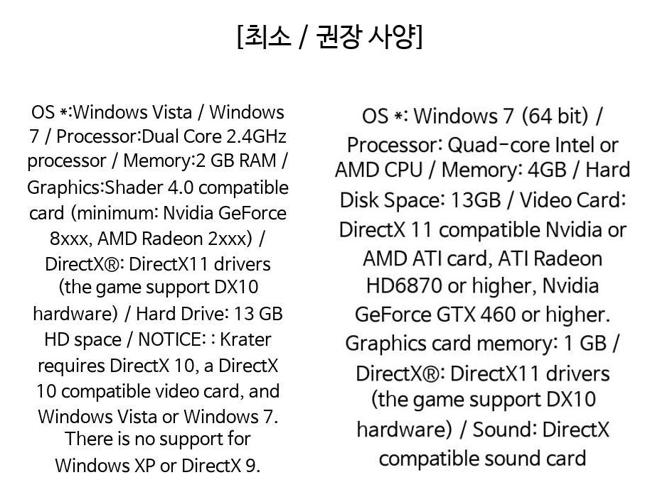 [최소 / 권장 사양]
OS *:Windows Vista / Windows
7 / Processor:Dual Core 2.4GHz
processor / Memory:2 GB RAM /
Graphics:Shader 4.0 compatible
card (minimum: Nvidia GeForce
8xxx, AMD Radeon 2xxx) /
DirectX®: DirectX11 drivers
(the game support DX10
hardware) / Hard Drive: 13 GB
HD space / NOTICE: : Krater
requires DirectX 10, a DirectX
10 compatible video card, and
Windows Vista or Windows 7.
There is no support for
Windows XP or DirectX 9.
OS *: Windows 7 (64 bit) /
Processor: Quad-core Intel or
AMD CPU / Memory: 4GB / Hard
Disk Space: 13GB / Video Card:
DirectX 11 compatible Nvidia or
AMD ATI card, ATI Radeon
HD6870 or higher, Nvidia
GeForce GTX 460 or higher.
Graphics card memory: 1 GB /
DirectX®: DirectX11 drivers
(the game support DX10
hardware) / Sound: DirectX
compatible sound card